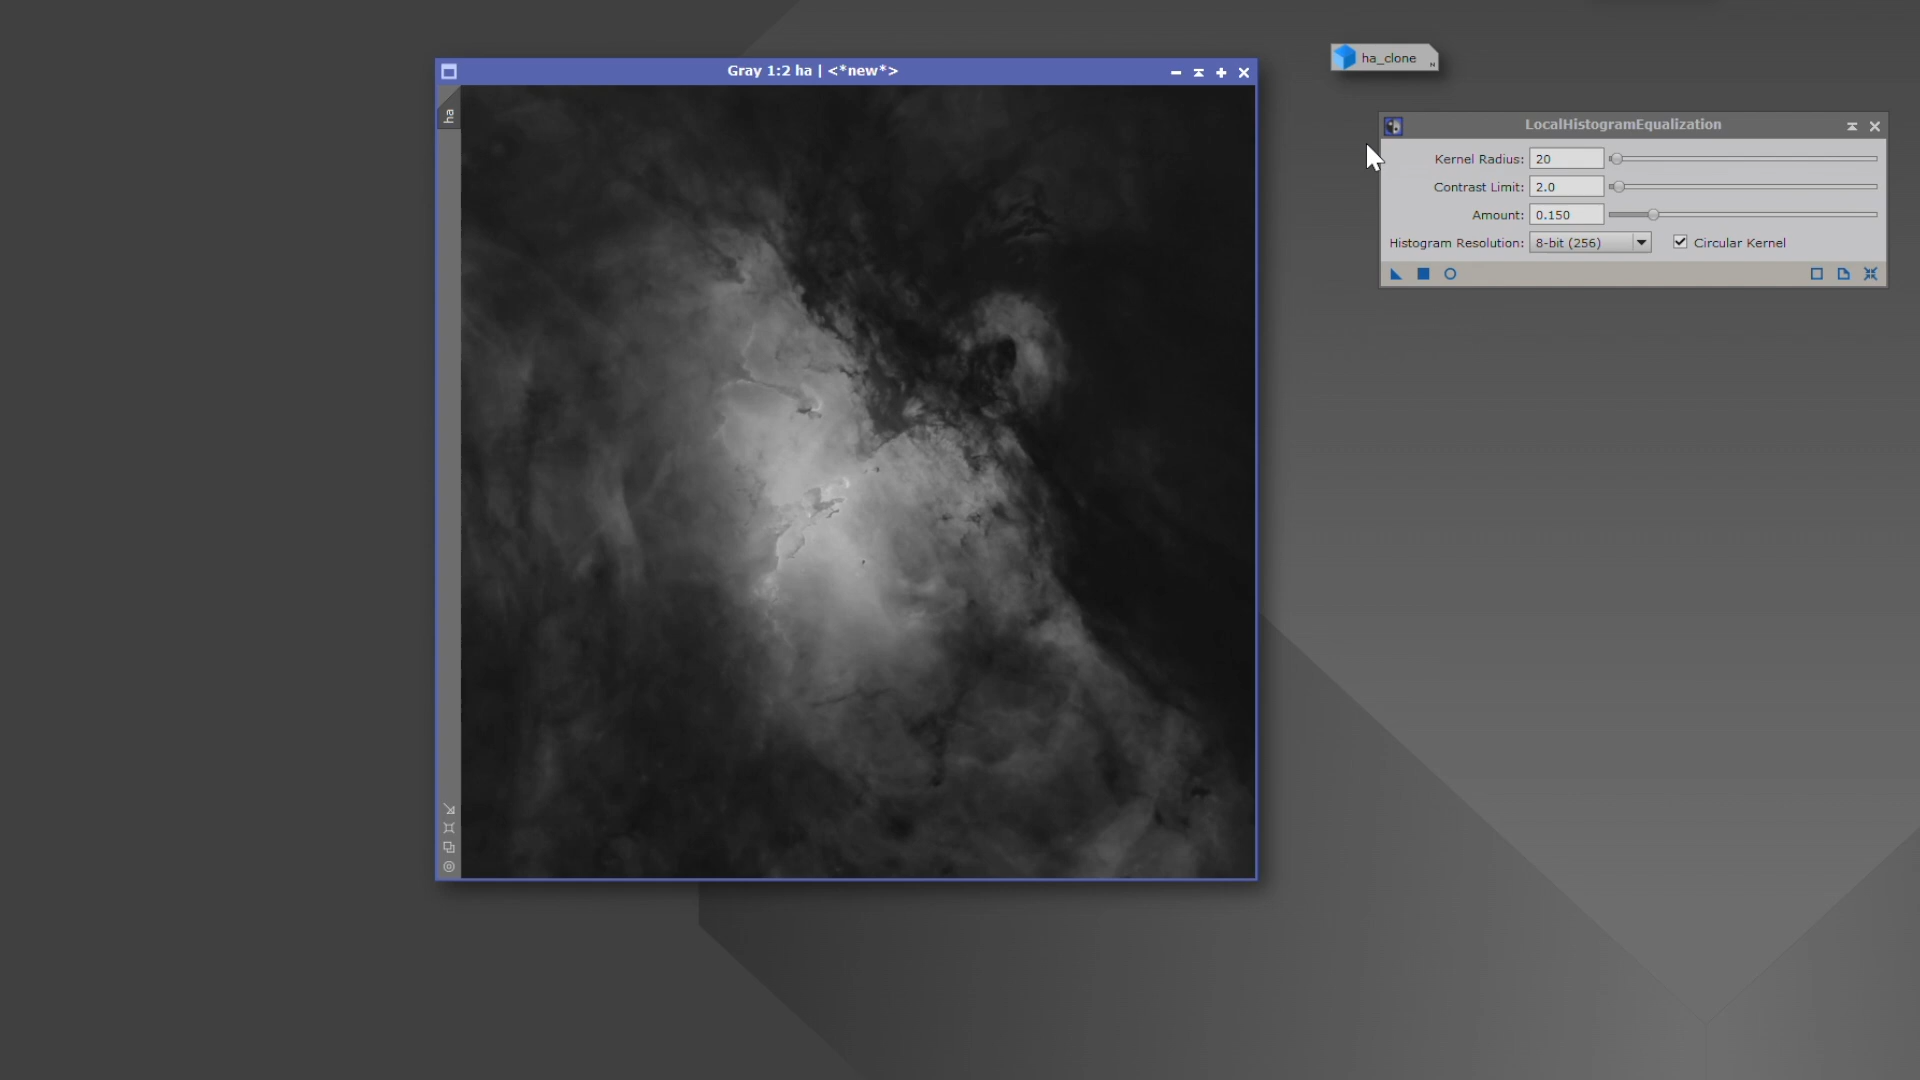 Gray 1:2 ha | <*new*>
ha
ha_clone
N
LocalHistogramEqualization
Kernel Radius: 20
Contrast Limit: 2.0
Amount: 0.150
Histogram Resolution: 8-bit (256) Circular Kernel